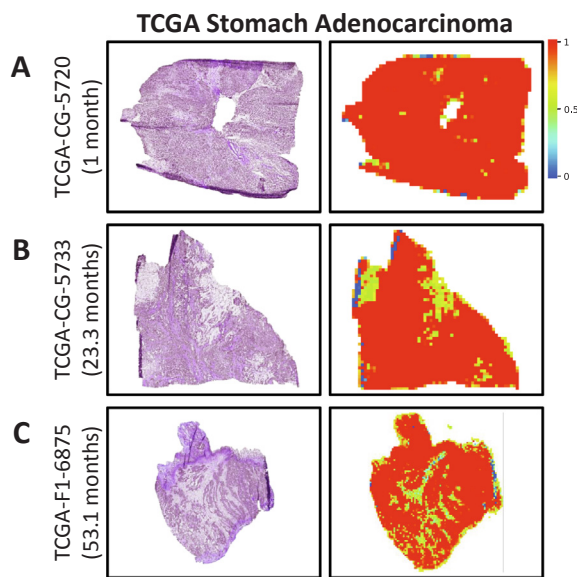 TCGA Stomach Adenocarcinoma
A
TCGA-CG-5720
(1 month)
1
0.5
0
B
TCGA-CG-5733
(23.3 months)
C
TCGA-F1-6875
(53.1 months)